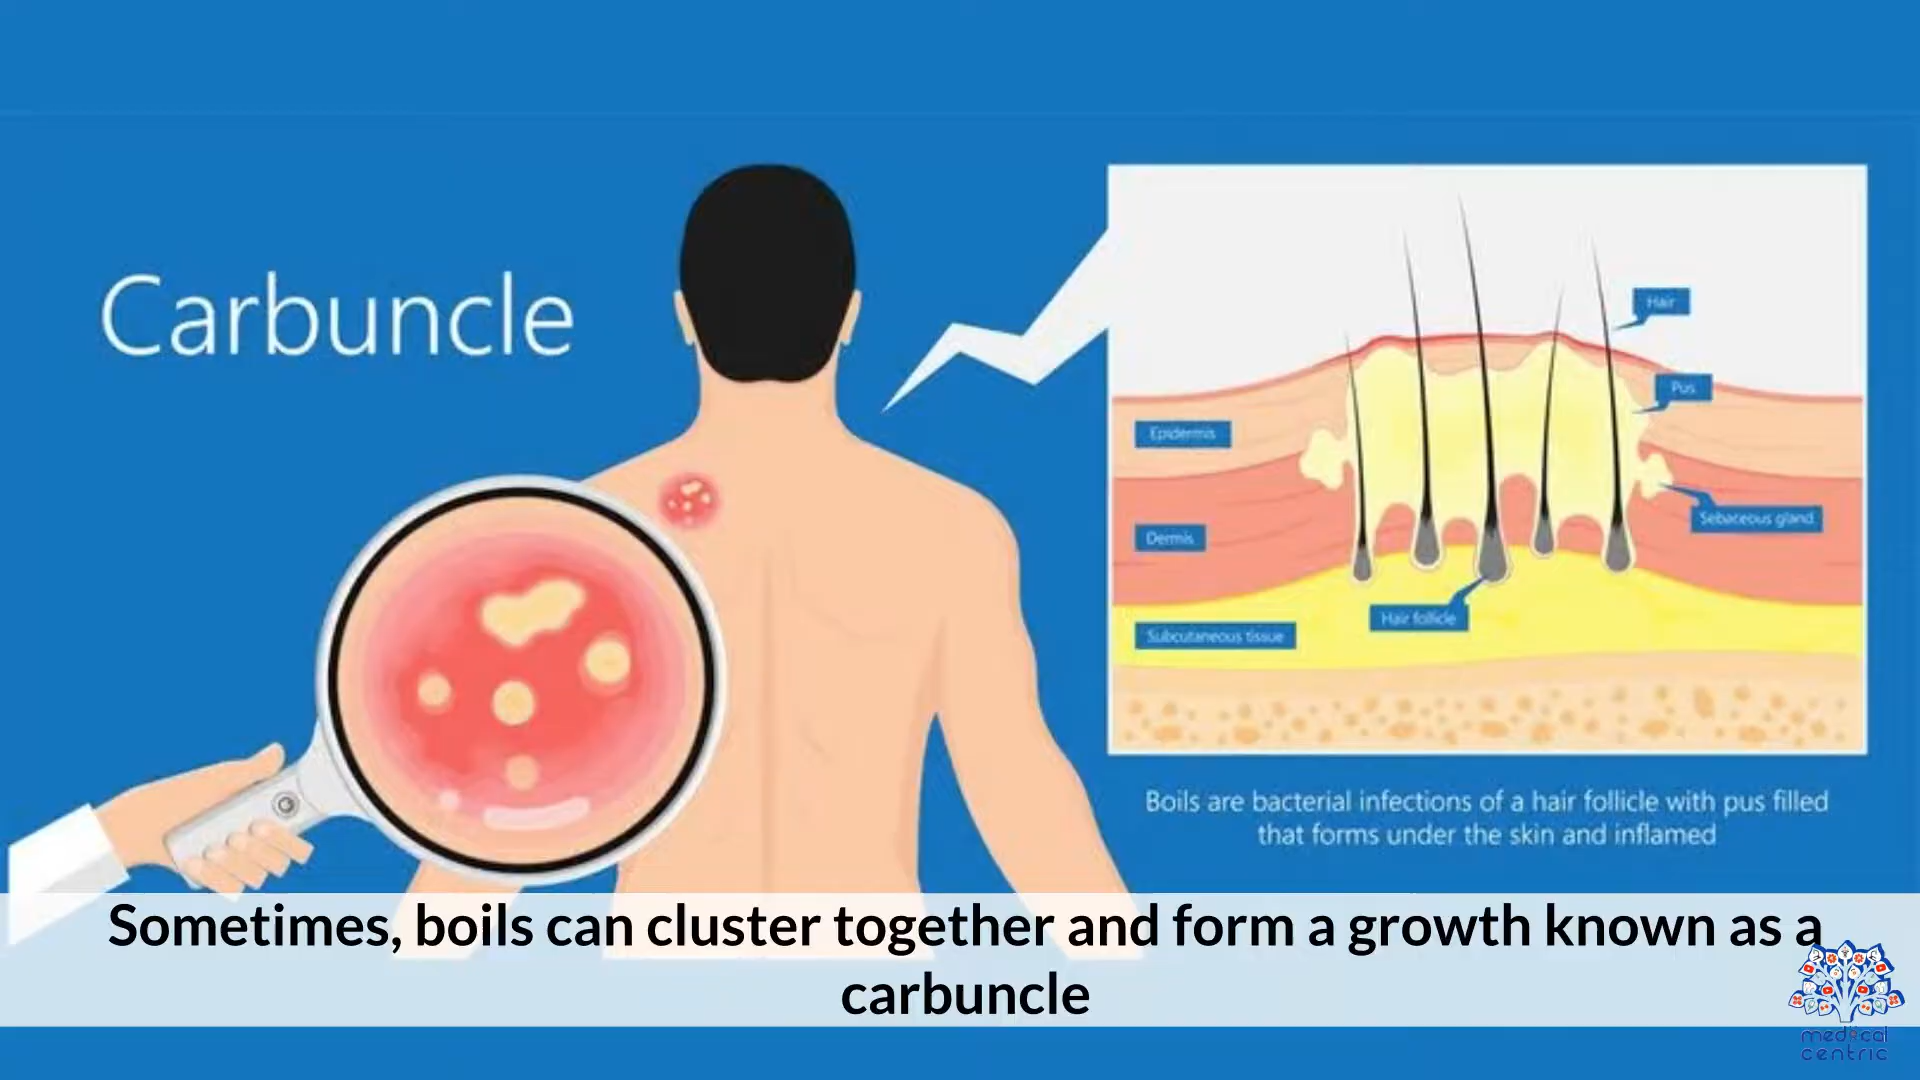 Carbuncle
Hair
Pus
Epidermis
Sebaceous gland
Dermis
Hair follicle
Subcutaneous tissue
Boils are bacterial infections of a hair follicle with pus filled
that forms under the skin and inflamed
Sometimes, boils can cluster together and form a growth known as a
carbuncle
medical
centric